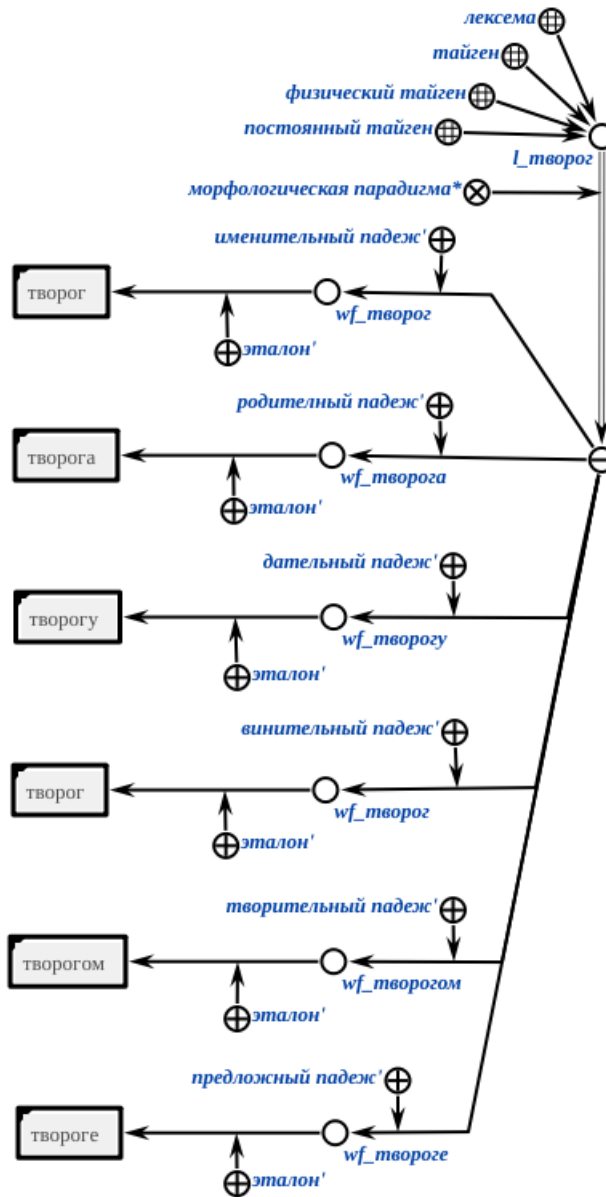 лексема
тайген
физический тайген
постоянный тайген
l_творог
морфологическая парадигма*
именительный падеж'
творог
wf_творог
эталон'
родителный падеж'
творога
wf_творога
эталон'
дательный падеж'
творогу
wf_творогу
эталон'
винительный падеж'
творог
wf_творог
эталон'
творительный падеж'
творогом
wf_творогом
эталон'
предложный падеж'
твороге
wf_твороге
эталон'